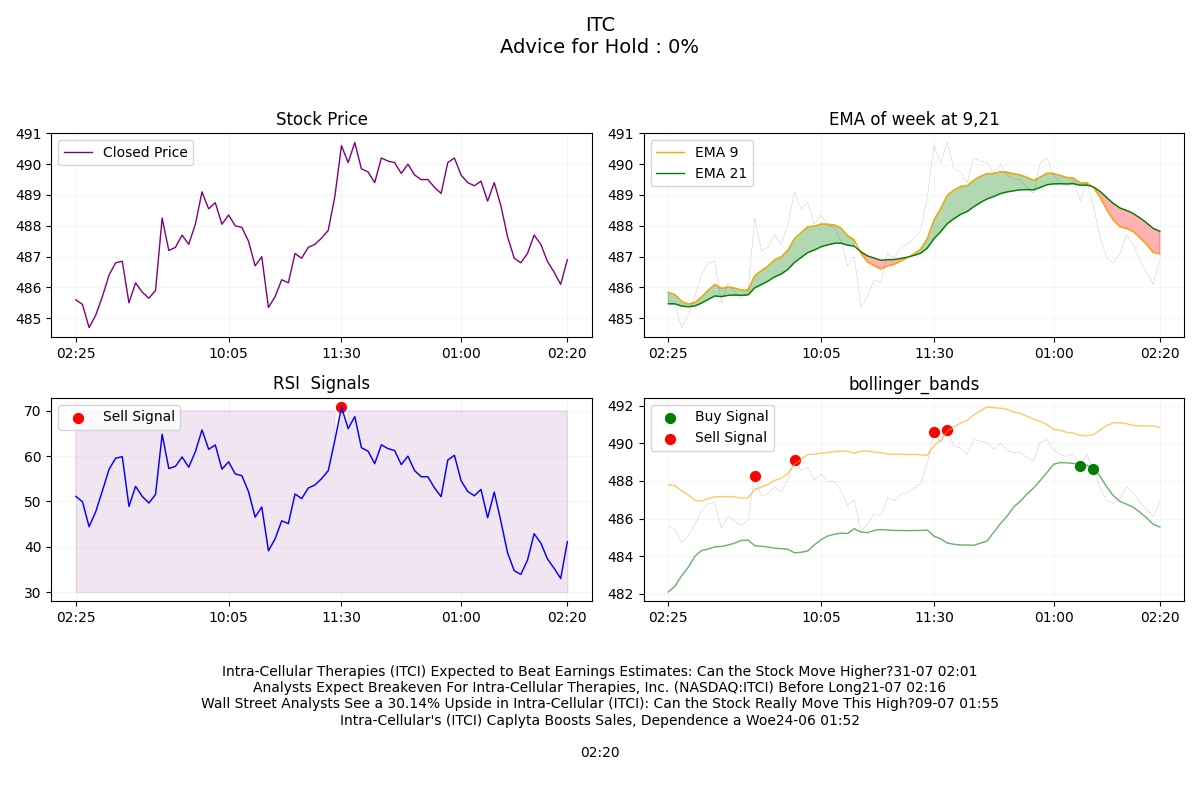 ITC
Advice for Hold : 0%
Stock Price
491
490
489
488
487
486
485
Closed Price
02:25
10:05
11:30
01:00
02:20
EMA of week at 9,21
491
490
489
488
487
486
485
EMA 9
EMA 21
02:25
10:05
11:30
01:00
02:20
RSI  Signals
70
60
50
40
30
Sell Signal
02:25
10:05
11:30
01:00
02:20
bollinger_bands
492
490
488
486
484
482
Buy Signal
Sell Signal
02:25
10:05
11:30
01:00
02:20
Intra-Cellular Therapies (ITCI) Expected to Beat Earnings Estimates: Can the Stock Move Higher?31-07 02:01
Analysts Expect Breakeven For Intra-Cellular Therapies, Inc. (NASDAQ:ITCI) Before Long21-07 02:16
Wall Street Analysts See a 30.14% Upside in Intra-Cellular (ITCI): Can the Stock Really Move This High?09-07 01:55
Intra-Cellular's (ITCI) Caplyta Boosts Sales, Dependence a Woe24-06 01:52
02:20